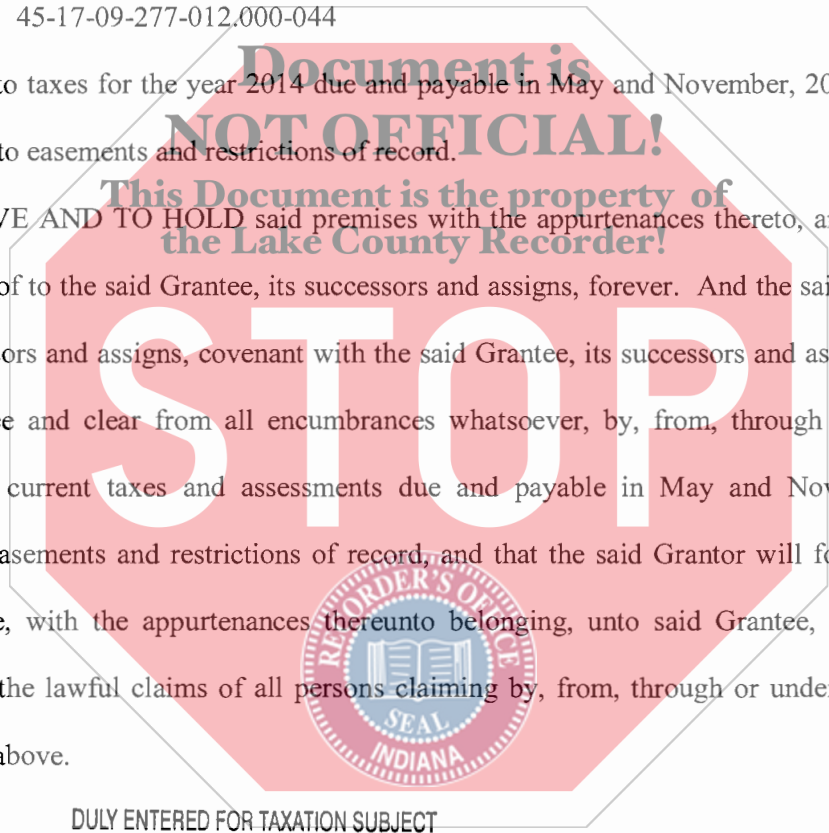 45-17-09-277-012.000-044
Document is
to taxes for the year 2014 due and payable in May and November, 20
NOT OFFICIAL!
to easements and restrictions of record.
This Document is the property of
VE AND TO HOLD said premises with the appurtenances thereto, a
the Lake County Recorder!
of to the said Grantee, its successors and assigns, forever. And the sai
STOP
ors and assigns, covenant with the said Grantee, its successors and as
e and clear from all encumbrances whatsoever, by, from, through
current taxes and assessments due and payable in May and Nov
asements and restrictions of record, and that the said Grantor will fo
RECORDER'S OFFICE
e, with the appurtenances thereunto belonging, unto said Grantee,
the lawful claims of all persons claiming by, from, through or under
SEAL
INDIANA
above.
DULY ENTERED FOR TAXATION SUBJECT